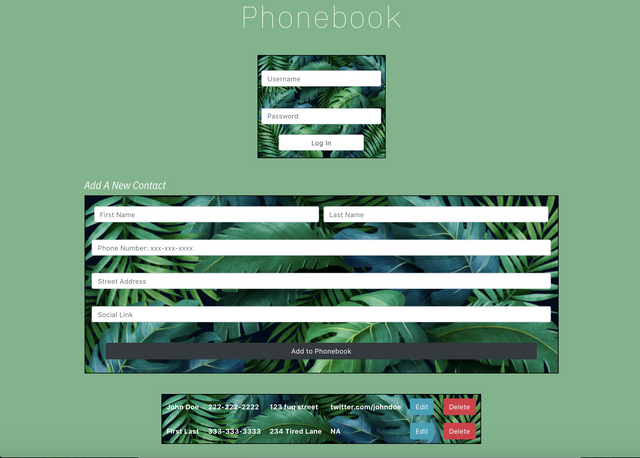 Phonebook
Username
Password
Log In
Add A New Contact
First Name Last Name
Phone Number: xxx-xxx-xxxx
Street Address
Social Link
Add to Phonebook
John Doe 222-222-2222 123 fun street twitter.com/johndoe Edit Delete
First Last 333-333-3333 234 Tired Lane NA Edit Delete